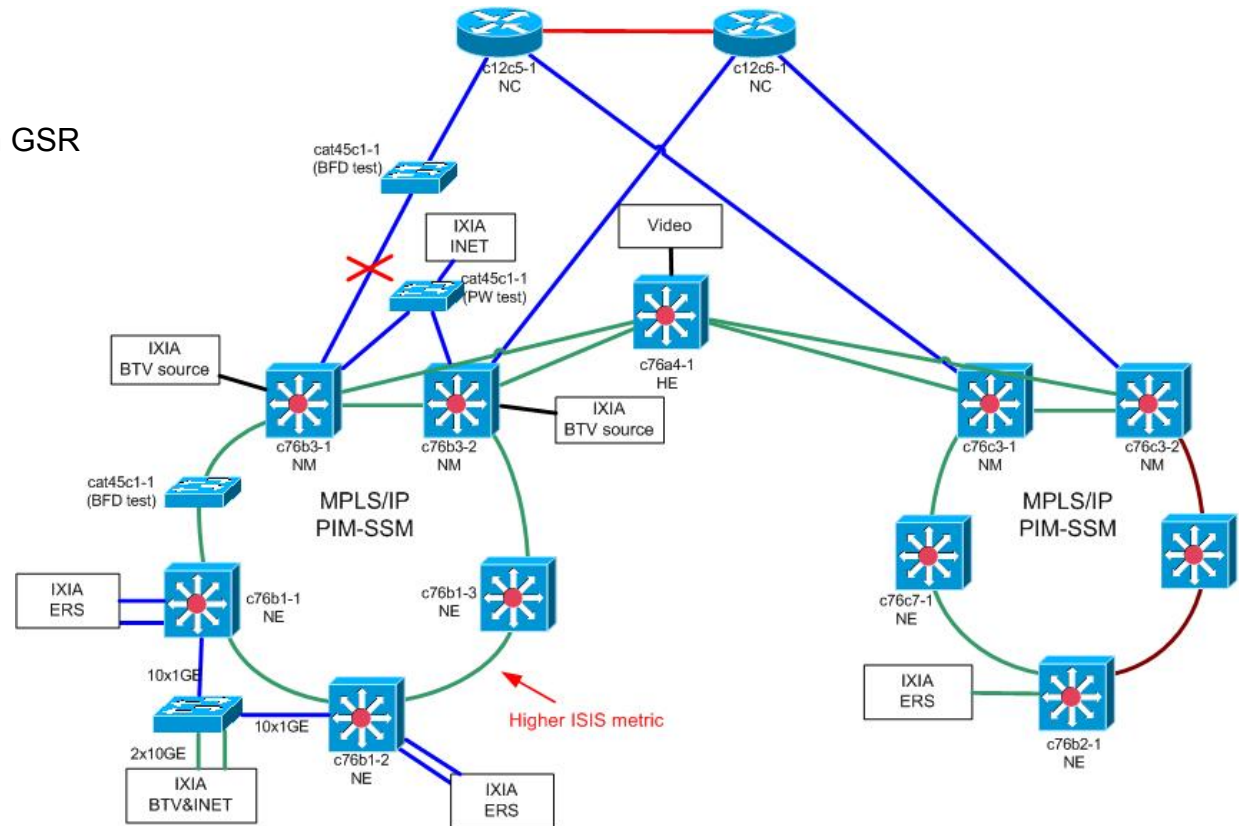 c12c5-1
NC
c12c6-1
NC
GSR
cat45c1-1
(BFD test)
IXIA
INET
Video
cat45c1-1
(PW test)
IXIA
BTV source
c76a4-1
HE
IXIA
BTV source
c76b3-1
NM
c76b3-2
NM
c76c3-1
NM
c76c3-2
NM
cat45c1-1
(BFD test)
MPLS/IP
PIM-SSM
MPLS/IP
PIM-SSM
IXIA
ERS
c76b1-1
NE
c76b1-3
NE
c76c7-1
NE
10x1GE
IXIA
ERS
10x1GE
Higher ISIS metric
2x10GE
c76b1-2
NE
c76b2-1
NE
IXIA
BTV&INET
IXIA
ERS